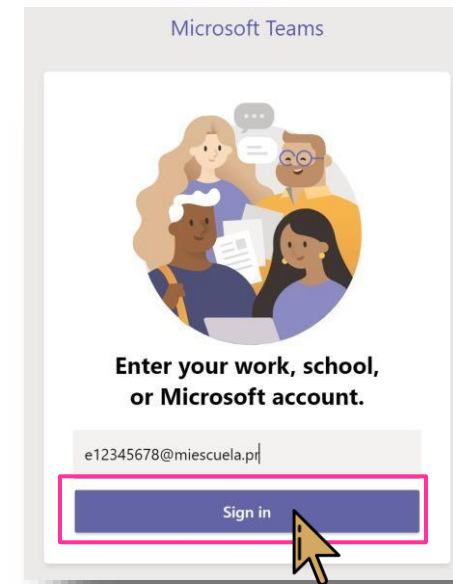 Microsoft Teams
Enter your work, school,
or Microsoft account.
e12345678@miescuela.pr
Sign in